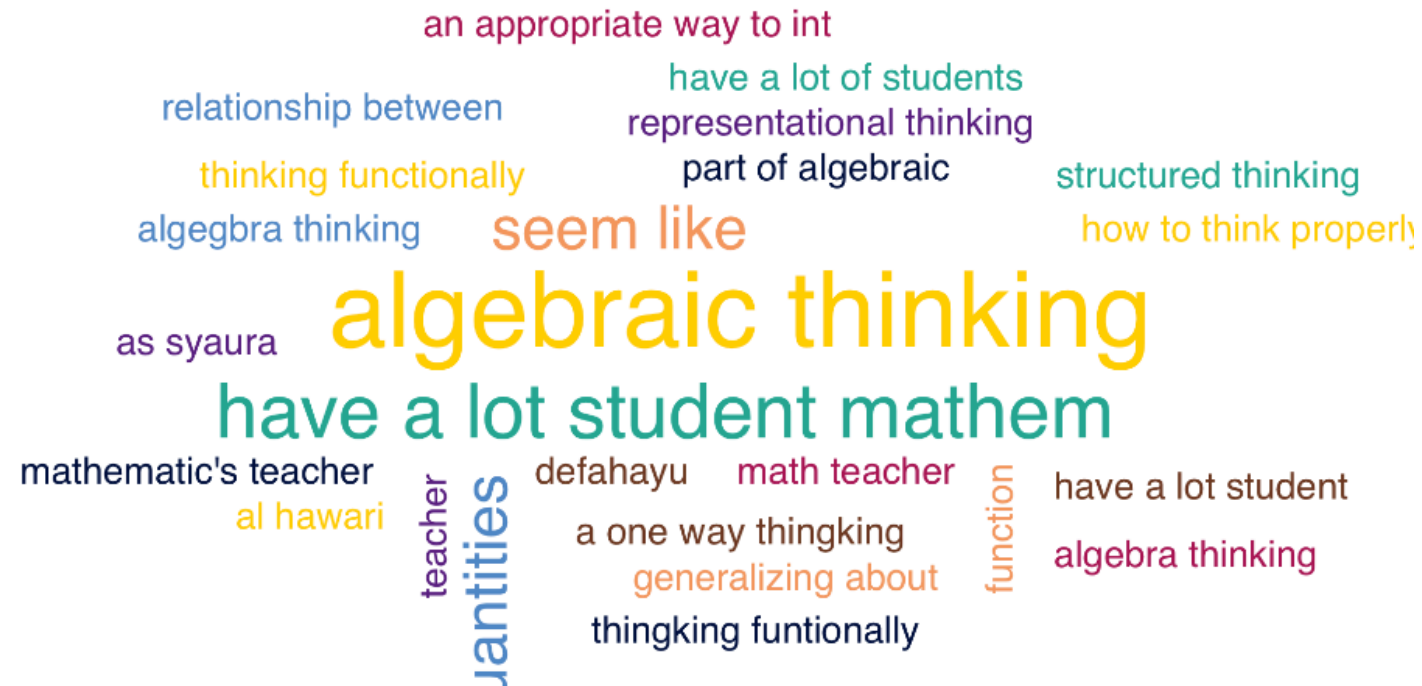 an appropriate way to int
have a lot of students
relationship between
representational thinking
part of algebraic
thinking functionally
structured thinking
algegbra thinking
seem like
how to think properly
algebraic thinking
as syaura
have a lot student mathem
mathematic's teacher
defahayu
math teacher
have a lot student
al hawari
teacher
uantities
a one way thingking
function
algebra thinking
generalizing about
thingking funtionally